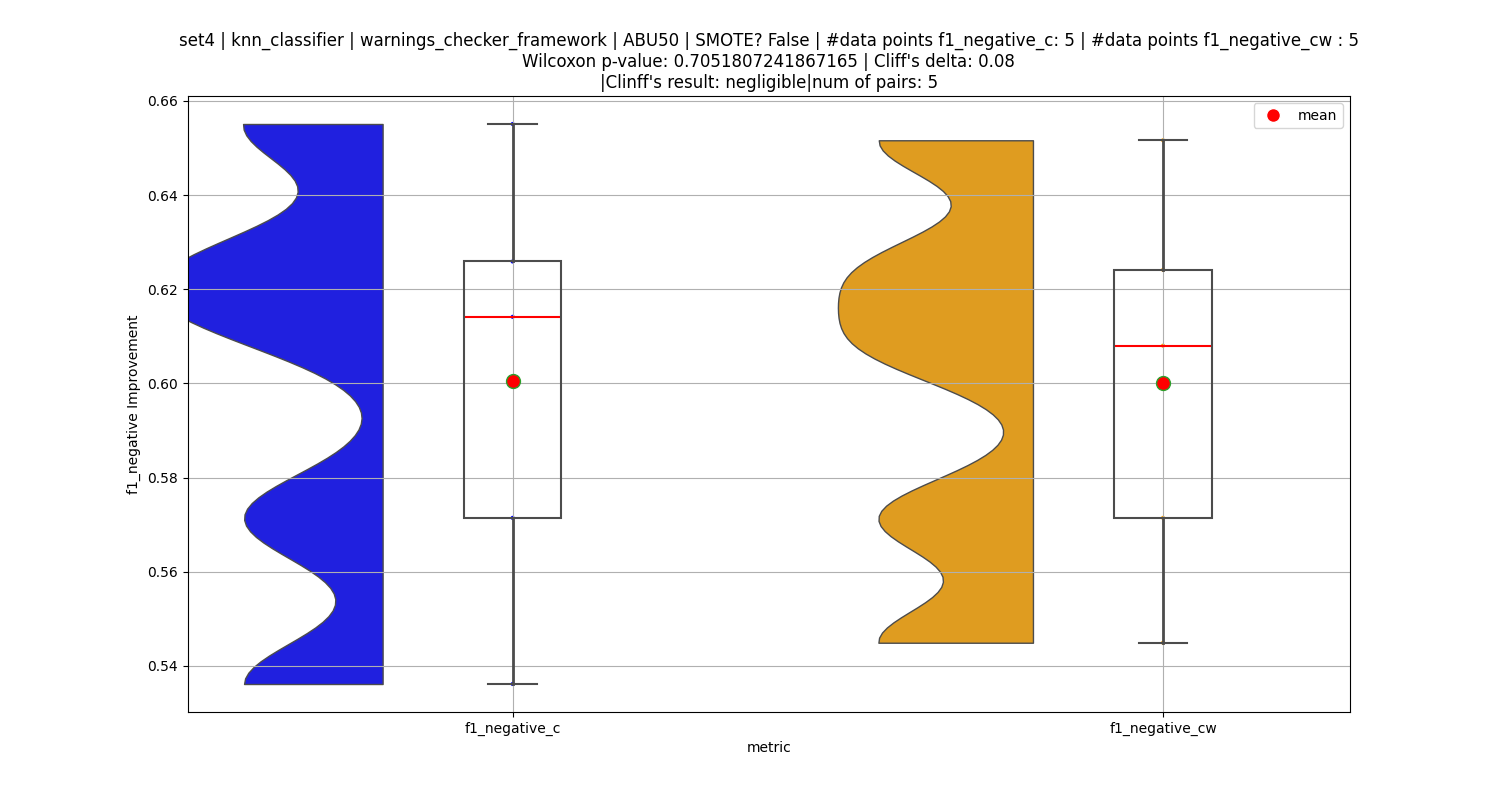 set4 | knn_classifier | warnings_checker_framework | ABU50 | SMOTE? False | #data points f1_negative_c: 5 | #data points f1_negative_cw : 5
Wilcoxon p-value: 0.7051807241867165 | Cliff's delta: 0.08
|Clinff's result: negligible|num of pairs: 5
mean
0.66
0.64
0.62
0.60
0.58
0.56
0.54
f1_negative Improvement
f1_negative_c
f1_negative_cw
metric